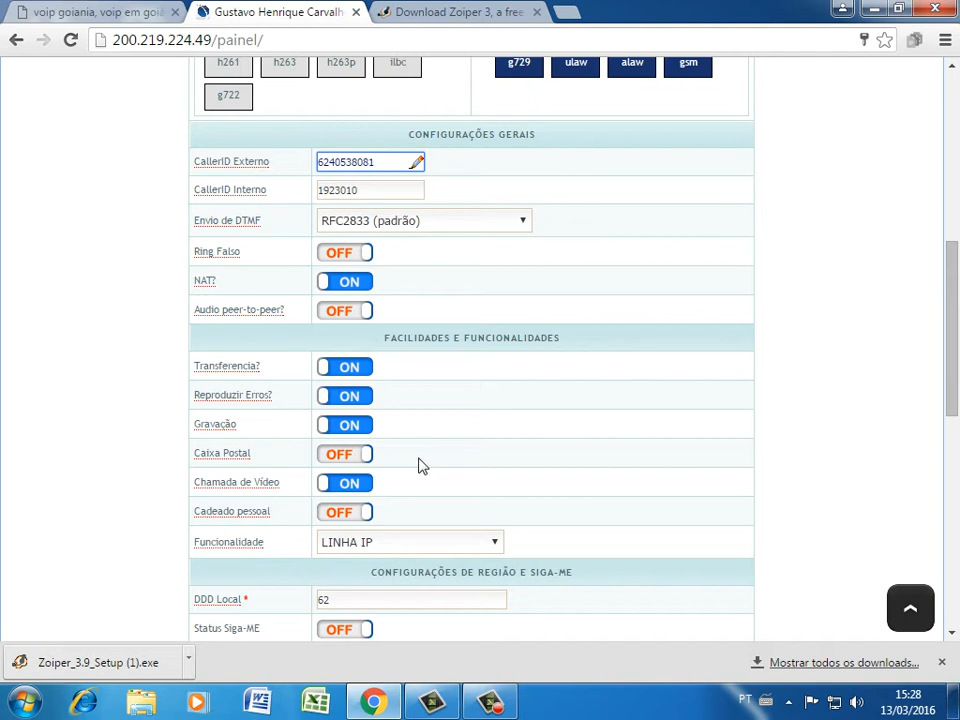 voip goiania, voip em goiâ
Gustavo Henrique Carvalh
Download Zoiper 3, a free
200.219.224.49/painel/
h261 h263 h263p ilbc g729 ulaw alaw gsm
g722
CONFIGURAÇÕES GERAIS
CallerID Externo 6240538081
CallerID Interno 1923010
Envio de DTMF RFC2833 (padrão)
Ring Falso OFF
NAT? ON
Audio peer-to-peer? OFF
FACILIDADES E FUNCIONALIDADES
Transferencia? ON
Reproduzir Erros? ON
Gravação ON
Caixa Postal OFF
Chamada de Vídeo ON
Cadeado pessoal OFF
Funcionalidade LINHA IP
CONFIGURAÇÕES DE REGIÃO E SIGA-ME
DDD Local * 62
Status Siga-ME OFF
Zoiper_3.9_Setup (1).exe Mostrar todos os downloads...
PT 15:28
13/03/2016